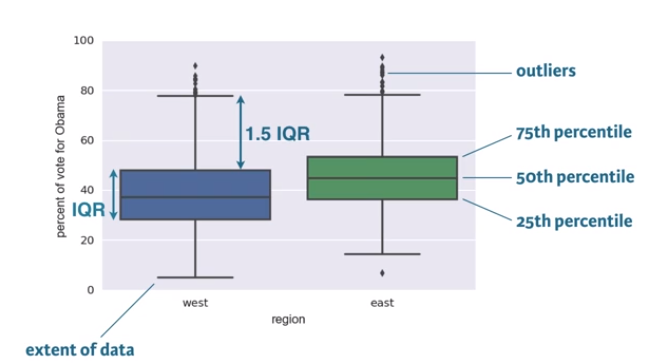 100
80
60
40
20
0
percent of vote for Obama
west
east
region
1.5 IQR
IQR
outliers
75th percentile
50th percentile
25th percentile
extent of data